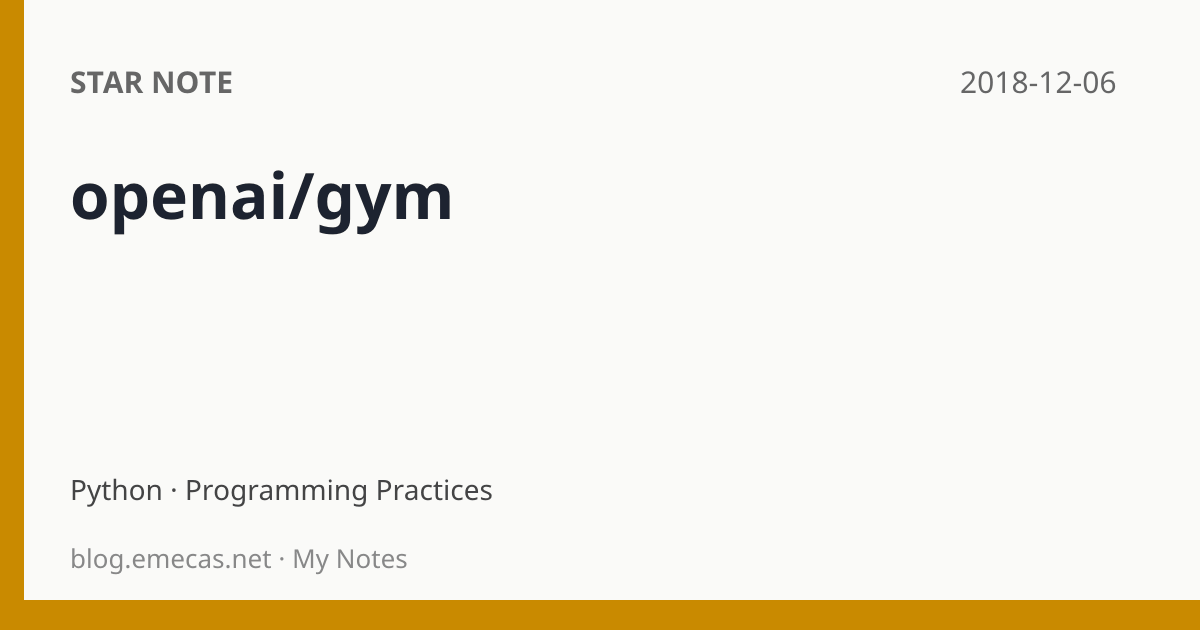 STAR NOTE
2018-12-06
openai/gym
Python · Programming Practices
blog.emecas.net · My Notes